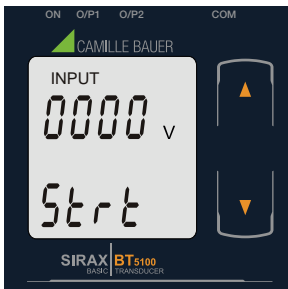 ON O/P1 O/P2 COM
CAMILLE BAUER
INPUT
0000 V
Strt
SIRAX BT5100
BASIC TRANSDUCER